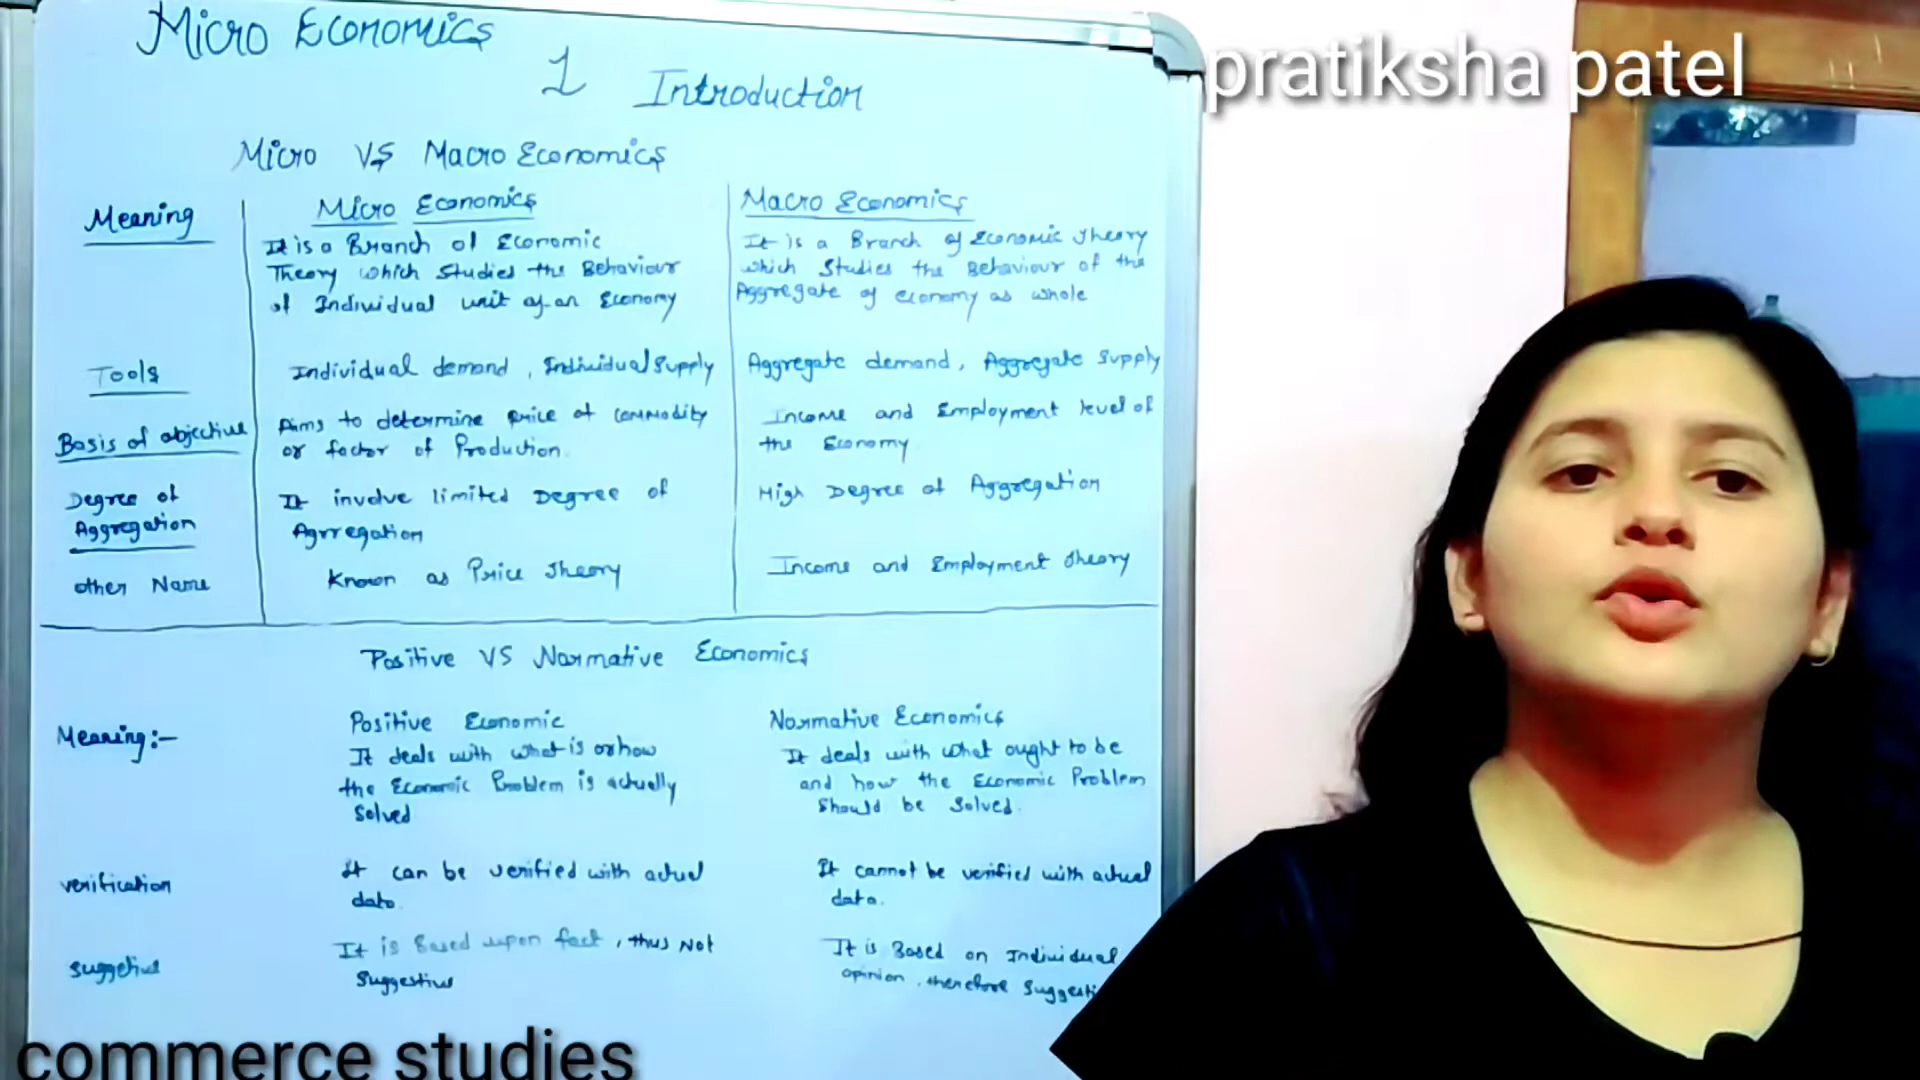 Micro Economics
1 Introduction
pratiksha patel
Micro VS Macro Economics
Meaning
Micro Economics
It is a Branch of Economic
Theory which studies the Behaviour
of Individual unit of an Economy
Macro Economics
It is a Branch of Economic Theory
which Studies the Behaviour of the
Aggregate of economy as whole
Tools
Individual demand, Individual Supply
Aggregate demand, Aggregate Supply
Basis of objective
Aims to determine price of commodity
or factor of Production.
Income and Employment level of
the Economy
Degree of
Aggregation
It involve limited Degree of
Agrregation
High Degree of Aggregation
other Name
Known as Price Theory
Income and Employment Theory
Positive VS Normative Economics
Meaning:-
Positive Economic
It deals with what is or how
the Economic Problem is actually
Solved
Normative Economics
It deals with what ought to be
and how the Economic Problem
Should be Solved.
verification
It can be verified with actual
data.
It cannot be verified with actual
data.
It is Based upon fact, thus Not
It is Based on Individual
opinion, therefore
commerce studies